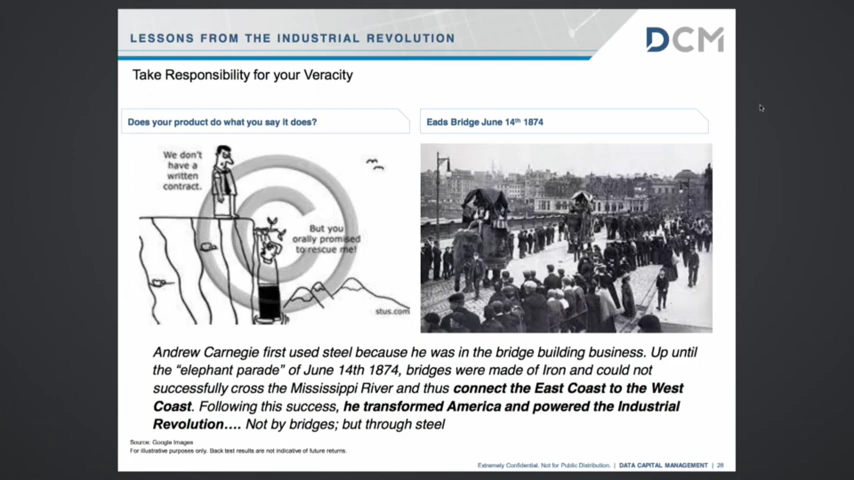 LESSONS FROM THE INDUSTRIAL REVOLUTION
DCM
Take Responsibility for your Veracity
Does your product do what you say it does?
Eads Bridge June 14th 1874
We don't
have a
written
contract.
But you
orally promised
to rescue me!
stus.com
Andrew Carnegie first used steel because he was in the bridge building business. Up until
the “elephant parade” of June 14th 1874, bridges were made of Iron and could not
successfully cross the Mississippi River and thus connect the East Coast to the West
Coast. Following this success, he transformed America and powered the Industrial
Revolution…. Not by bridges; but through steel
Source: Google Images
For illustrative purposes only. Back test results are not indicative of future returns.
Extremely Confidential. Not for Public Distribution. | DATA CAPITAL MANAGEMENT | 28